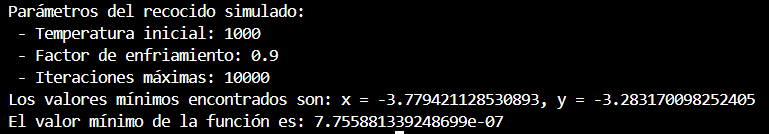 Parámetros del recocido simulado:
 - Temperatura inicial: 1000
 - Factor de enfriamiento: 0.9
 - Iteraciones máximas: 10000
Los valores mínimos encontrados son: x = -3.779421128530893, y = -3.283170098252405
El valor mínimo de la función es: 7.755881339248699e-07